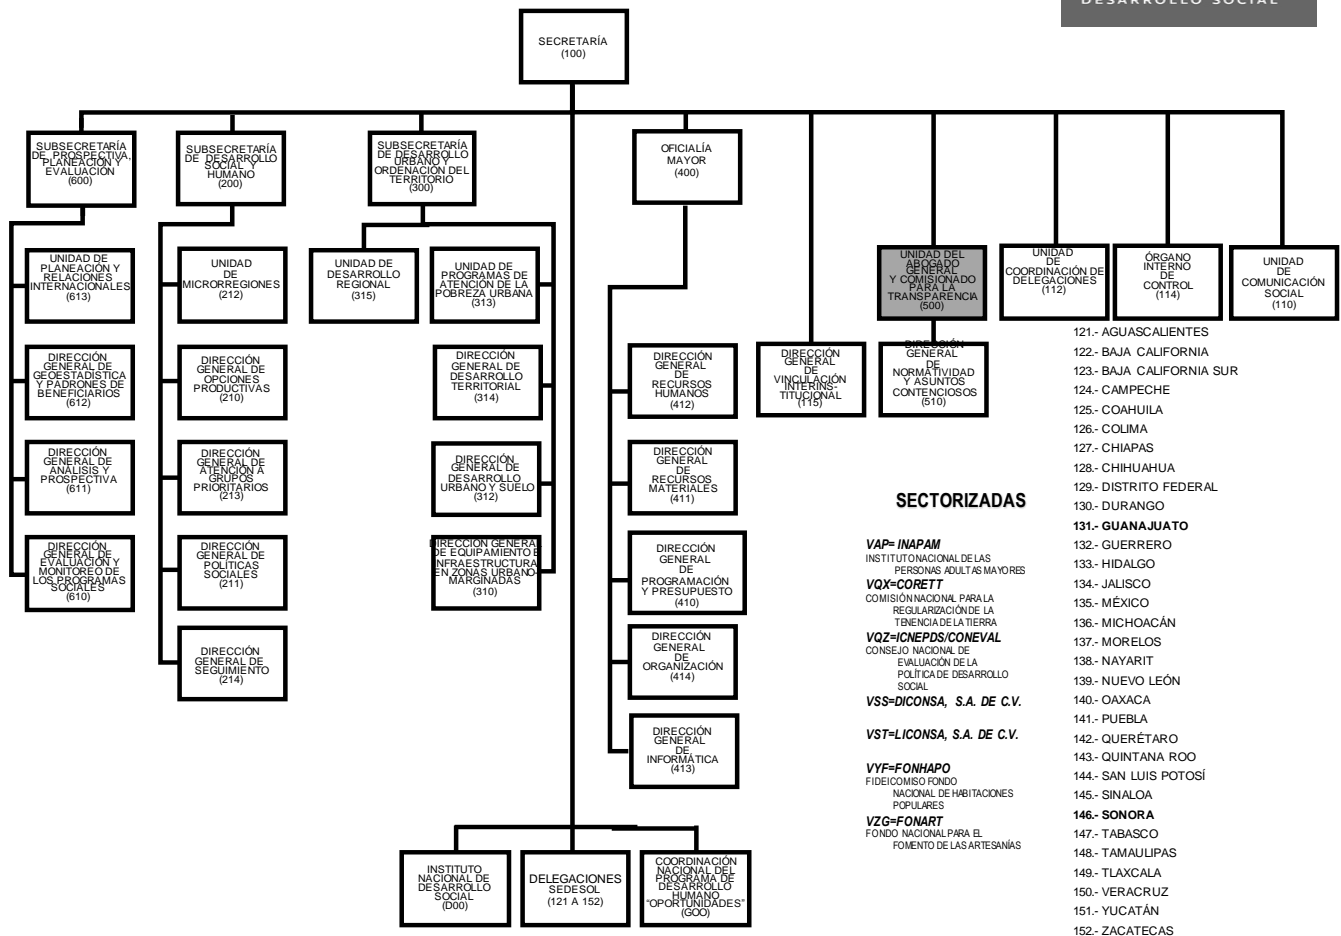 DESARROLLO SOCIAL
SECRETARÍA
(100)
SUBSECRETARÍA
DE PROSPECTIVA,
PLANEACIÓN Y
EVALUACIÓN
(600)
SUBSECRETARÍA
DE DESARROLLO
SOCIAL Y
HUMANO
(200)
SUBSECRETARÍA
DE DESARROLLO
URBANO Y
ORDENACIÓN DEL
TERRITORIO
(300)
OFICIALÍA
MAYOR
(400)
UNIDAD DE
PLANEACIÓN Y
RELACIONES
INTERNACIONALES
(613)
UNIDAD
DE
MICRORREGIONES
(212)
UNIDAD
DE
DESARROLLO
REGIONAL
(315)
UNIDAD DE
PROGRAMAS DE
ATENCIÓN DE LA
POBREZA URBANA
(313)
UNIDAD DEL
ABOGADO
GENERAL
Y COMISIONADO
PARA LA
TRANSPARENCIA
(500)
UNIDAD
DE
COORDINACIÓN DE
DELEGACIONES
(112)
ÓRGANO
INTERNO
DE
CONTROL
(114)
UNIDAD
DE
COMUNICACIÓN
SOCIAL
(110)
DIRECCIÓN
GENERAL DE
GEOESTADÍSTICA
Y PADRONES DE
BENEFICIARIOS
(612)
DIRECCIÓN
GENERAL DE
OPCIONES
PRODUCTIVAS
(210)
DIRECCIÓN
GENERAL DE
DESARROLLO
TERRITORIAL
(314)
DIRECCIÓN
GENERAL
DE
RECURSOS
HUMANOS
(412)
DIRECCIÓN
GENERAL
DE
VINCULACIÓN
INTERINS-
TITUCIONAL
(115)
DIRECCIÓN
GENERAL
DE
NORMATIVIDAD
Y ASUNTOS
CONTENCIOSOS
(510)
DIRECCIÓN
GENERAL DE
ANÁLISIS Y
PROSPECTIVA
(611)
DIRECCIÓN
GENERAL DE
ATENCIÓN A
GRUPOS
PRIORITARIOS
(213)
DIRECCIÓN
GENERAL DE
DESARROLLO
URBANO Y SUELO
(312)
DIRECCIÓN
GENERAL
DE
RECURSOS
MATERIALES
(411)
DIRECCIÓN
GENERAL DE
EVALUACIÓN Y
MONITOREO DE
LOS PROGRAMAS
SOCIALES
(610)
DIRECCIÓN
GENERAL DE
POLÍTICAS
SOCIALES
(211)
DIRECCIÓN GENERAL
DE EQUIPAMIENTO E
INFRAESTRUCTURA
EN ZONAS URBANO-
MARGINADAS
(310)
DIRECCIÓN
GENERAL
DE
PROGRAMACIÓN
Y PRESUPUESTO
(410)
DIRECCIÓN
GENERAL DE
SEGUIMIENTO
(214)
DIRECCIÓN
GENERAL
DE
ORGANIZACIÓN
(414)
DIRECCIÓN
GENERAL
DE
INFORMÁTICA
(413)
INSTITUTO
NACIONAL DE
DESARROLLO
SOCIAL
(D00)
DELEGACIONES
SEDESOL
(121 A 152)
COORDINACIÓN
NACIONAL DEL
PROGRAMA DE
DESARROLLO
HUMANO
"OPORTUNIDADES"
(GOO)
SECTORIZADAS
VAP= INAPAM
INSTITUTO NACIONAL DE LAS
PERSONAS ADULTAS MAYORES
VQX=CORETT
COMISIÓN NACIONAL PARA LA
REGULARIZACIÓN DE LA
TENENCIA DE LA TIERRA
VQZ=ICNEPDS/CONEVAL
CONSEJO NACIONAL DE
EVALUACIÓN DE LA
POLÍTICA DE DESARROLLO
SOCIAL
VSS=DICONSA, S.A. DE C.V.
VST=LICONSA, S.A. DE C.V.
VYF=FONHAPO
FIDEICOMISO FONDO
NACIONAL DE HABITACIONES
POPULARES
VZG=FONART
FONDO NACIONAL PARA EL
FOMENTO DE LAS ARTESANÍAS
121.- AGUASCALIENTES
122.- BAJA CALIFORNIA
123.- BAJA CALIFORNIA SUR
124.- CAMPECHE
125.- COAHUILA
126.- COLIMA
127.- CHIAPAS
128.- CHIHUAHUA
129.- DISTRITO FEDERAL
130.- DURANGO
131.- GUANAJUATO
132.- GUERRERO
133.- HIDALGO
134.- JALISCO
135.- MÉXICO
136.- MICHOACÁN
137.- MORELOS
138.- NAYARIT
139.- NUEVO LEÓN
140.- OAXACA
141.- PUEBLA
142.- QUERÉTARO
143.- QUINTANA ROO
144.- SAN LUIS POTOSÍ
145.- SINALOA
146.- SONORA
147.- TABASCO
148.- TAMAULIPAS
149.- TLAXCALA
150.- VERACRUZ
151.- YUCATÁN
152.- ZACATECAS